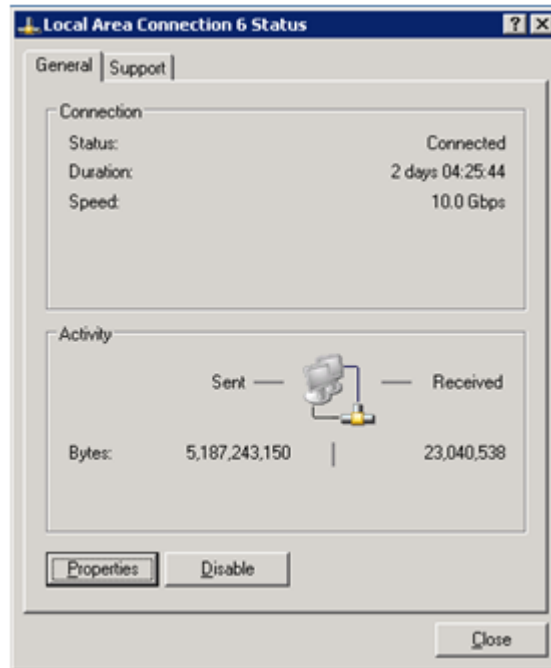 Local Area Connection 6 Status
General Support
Connection
Status: Connected
Duration: 2 days 04:25:44
Speed: 10.0 Gbps
Activity
Sent Received
Bytes: 5,187,243,150 23,040,538
Properties Disable
Close